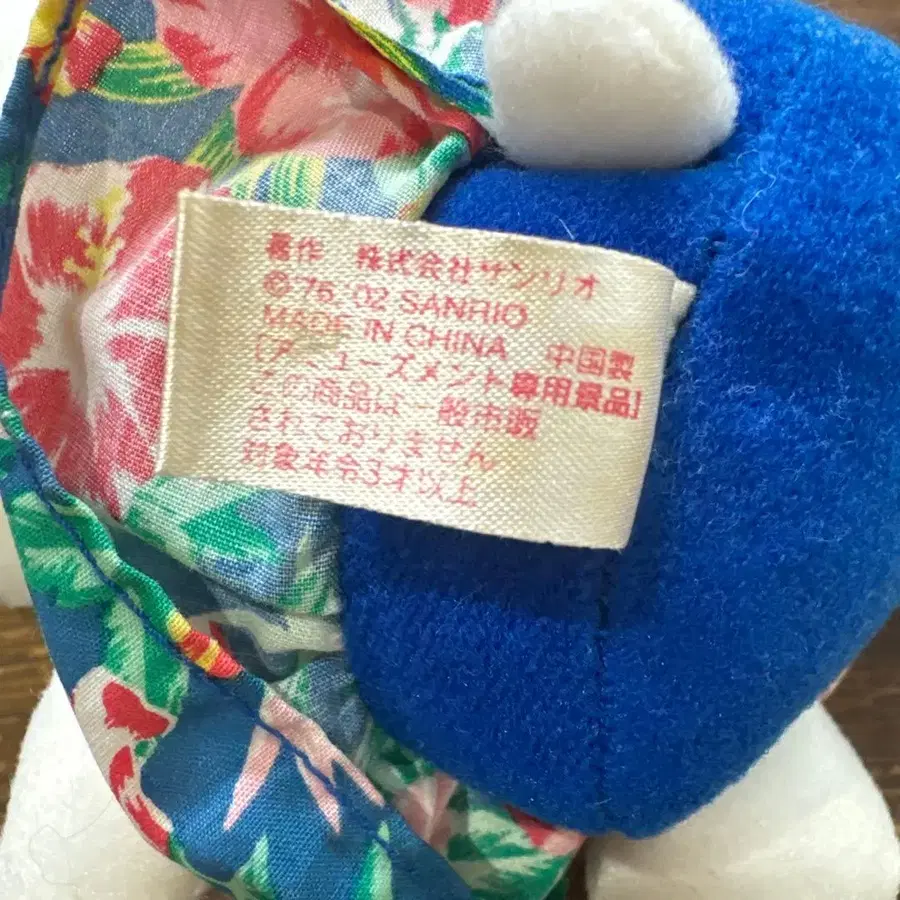 著作 株式会社サンリオ
© 76, 02 SANRIO
MADE IN CHINA 中国製
「アミューズメント専用景品」
この商品は一般市販
されておりません
対象年令3才以上